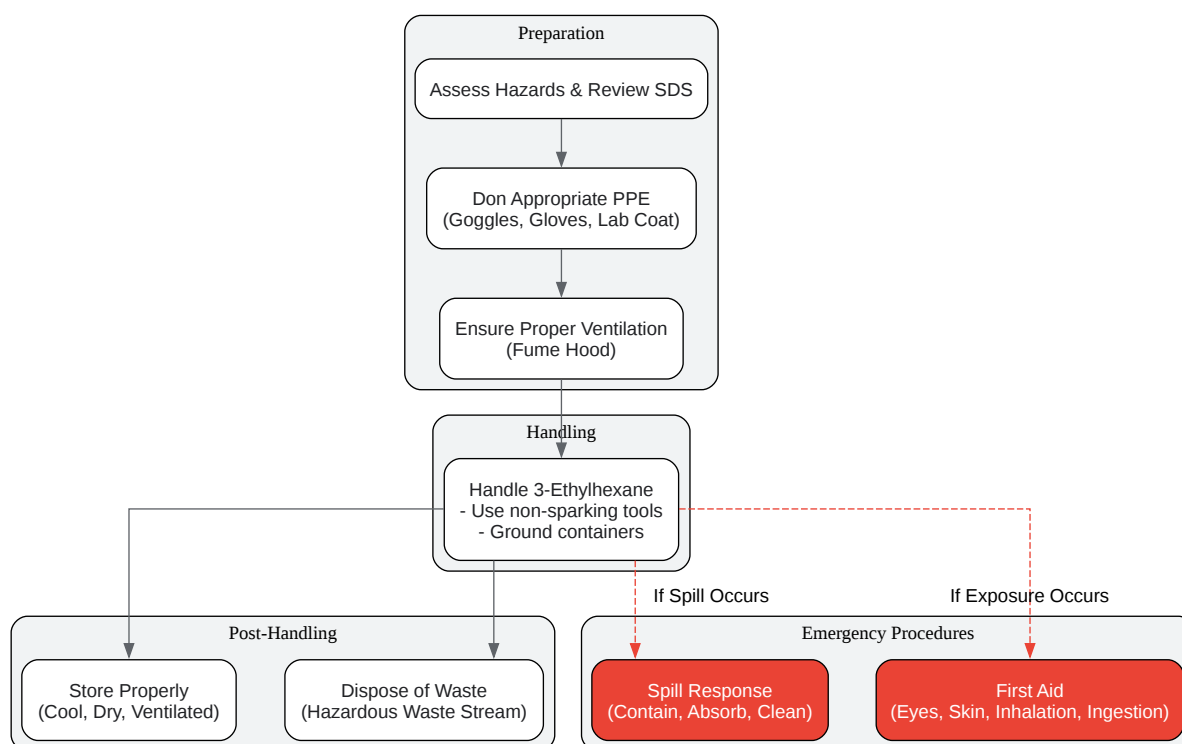 Preparation
Assess Hazards & Review SDS
Don Appropriate PPE
(Goggles, Gloves, Lab Coat)
Ensure Proper Ventilation
(Fume Hood)
Handling
Handle 3-Ethylhexane
- Use non-sparking tools
- Ground containers
If Spill Occurs
If Exposure Occurs
Post-Handling
Store Properly
(Cool, Dry, Ventilated)
Dispose of Waste
(Hazardous Waste Stream)
Emergency Procedures
Spill Response
(Contain, Absorb, Clean)
First Aid
(Eyes, Skin, Inhalation, Ingestion)